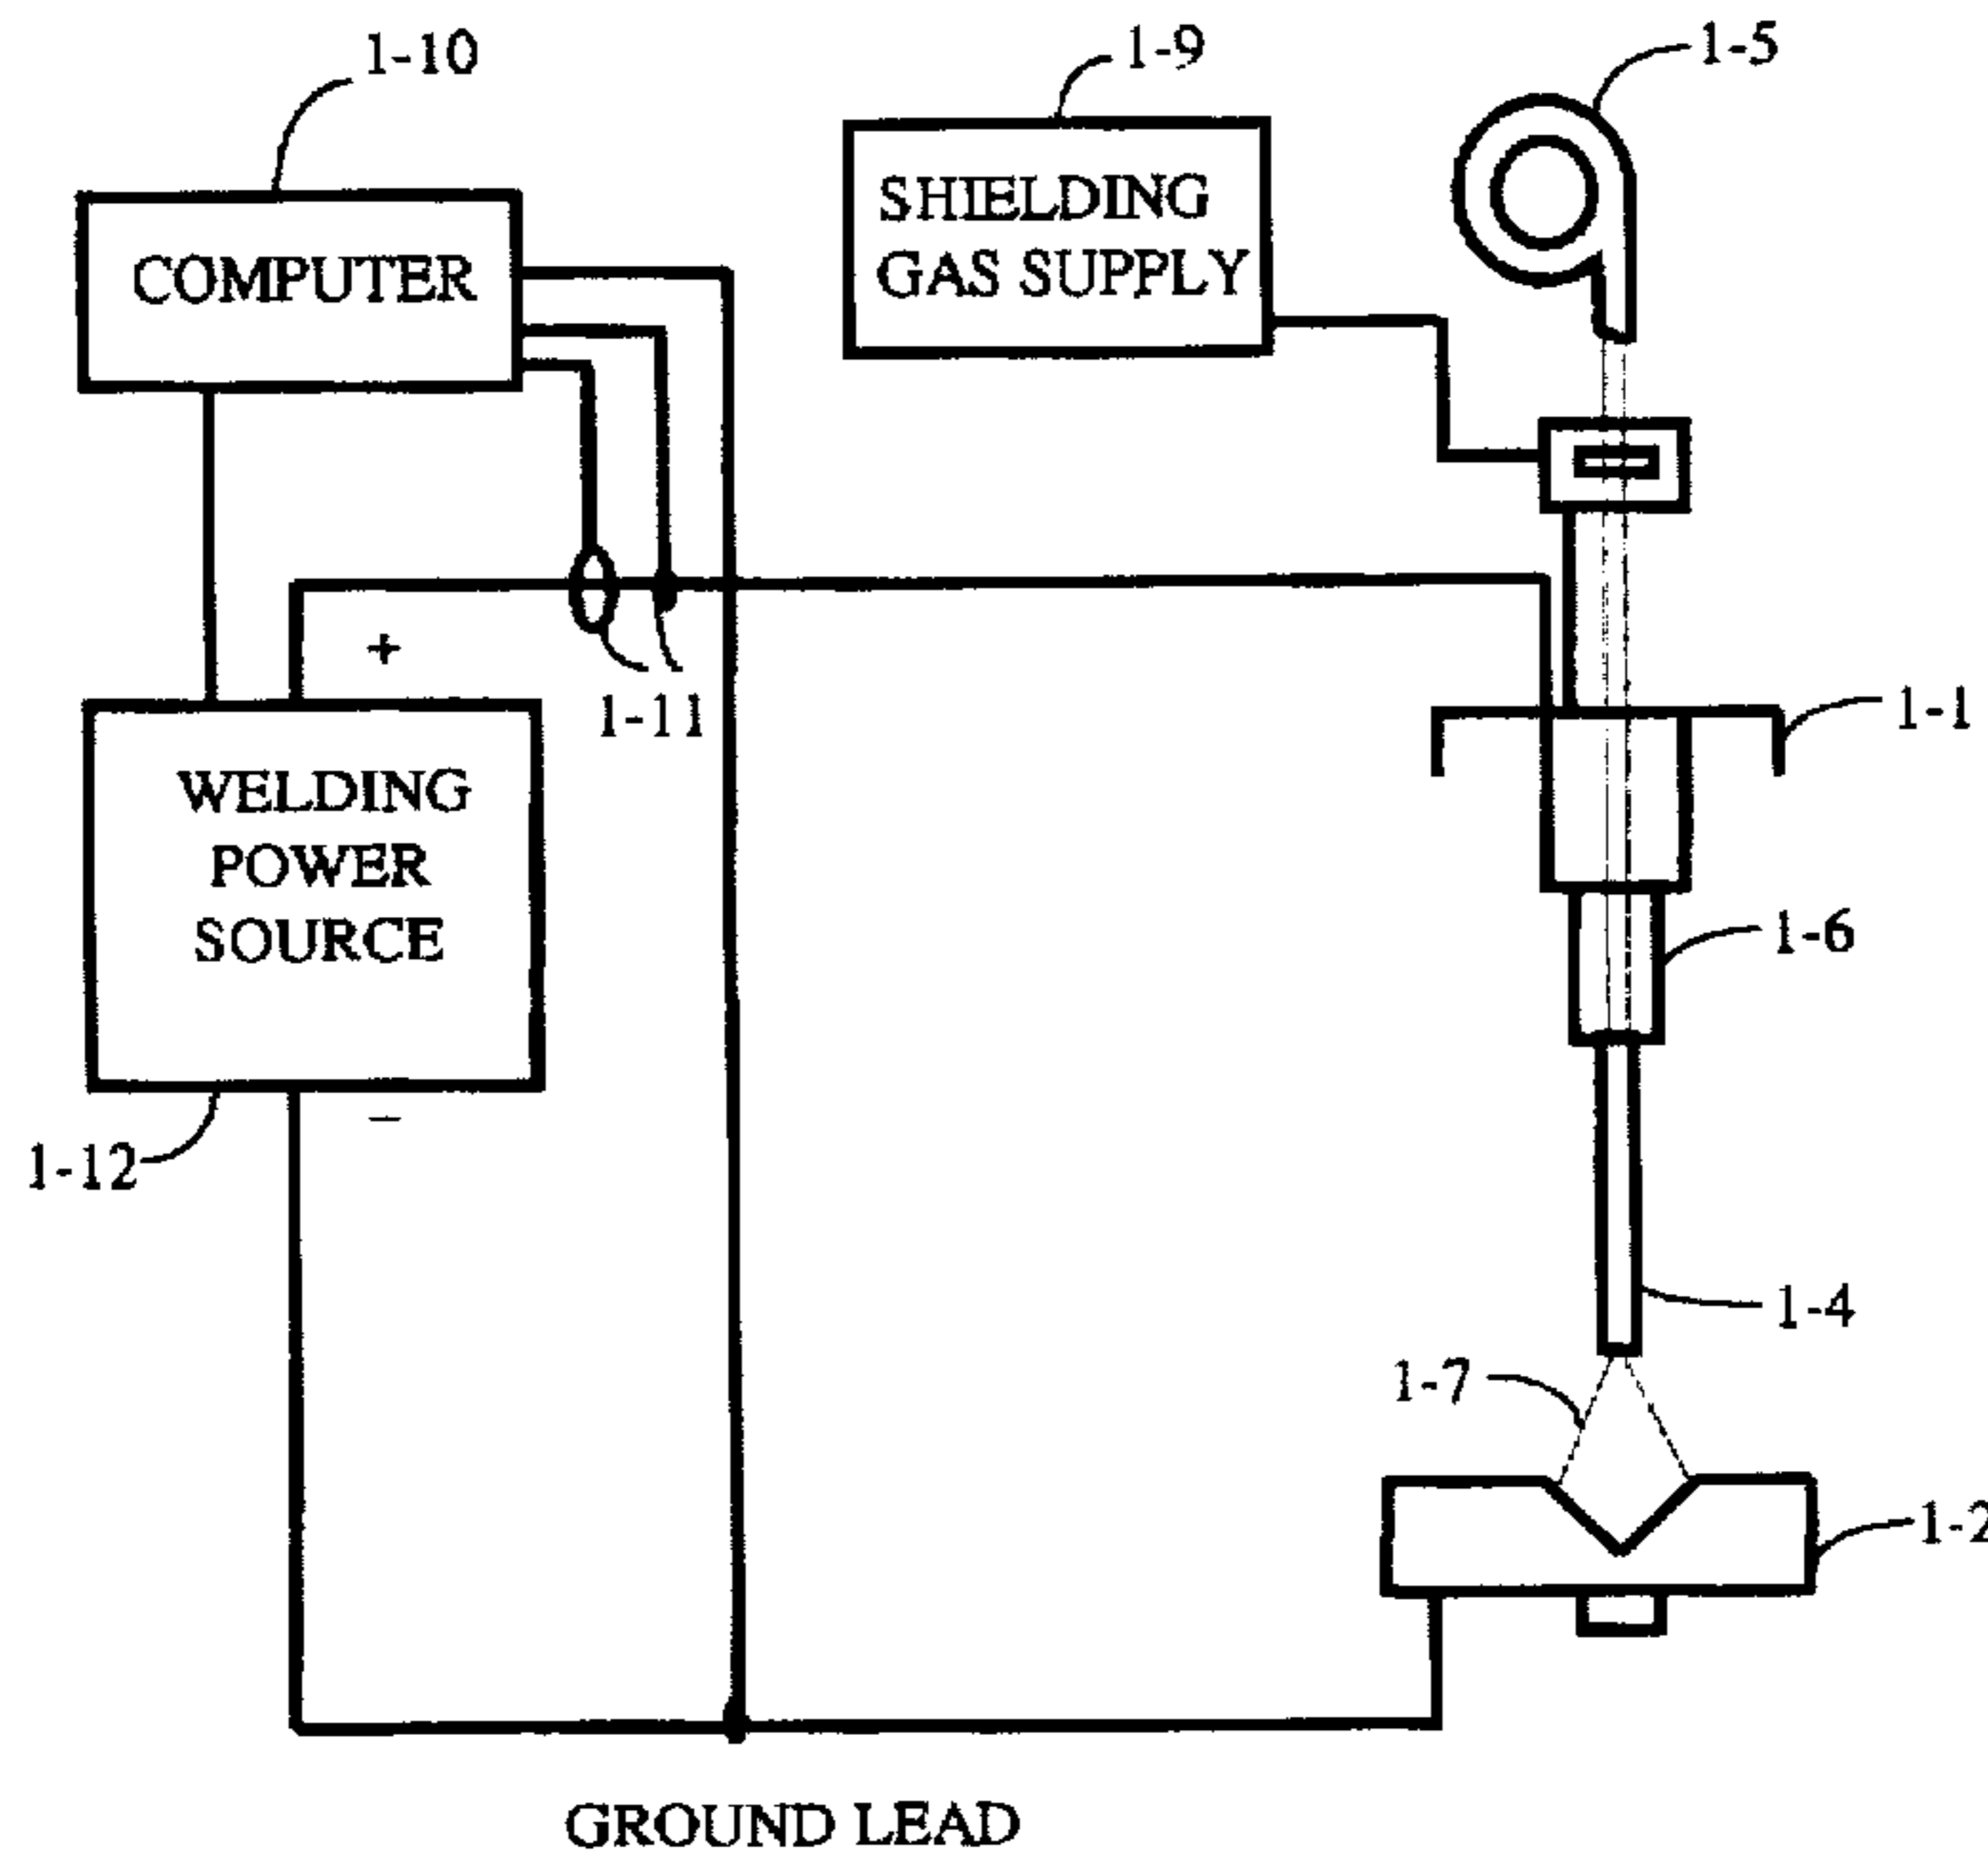 1-10
1-9
1-5
SHIELDING
GAS SUPPLY
COMPUTER
+
1-11
1-1
WELDING
POWER
SOURCE
1-6
–
1-12
1-4
1-7
1-2
GROUND LEAD